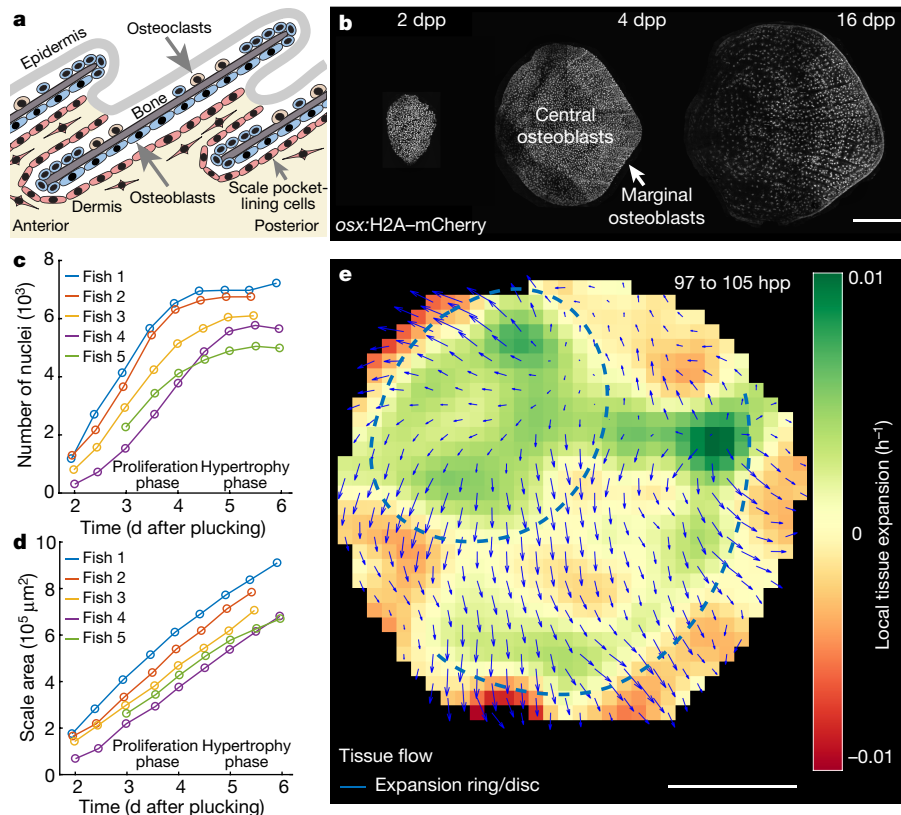 a
Epidermis
Osteoclasts
Bone
Osteoblasts
Scale pocket-
lining cells
Dermis
Anterior
Posterior
b
2 dpp
4 dpp
16 dpp
Central
osteoblasts
Marginal
osteoblasts
osx:H2A–mCherry
c
Number of nuclei (10³)
8
6
4
2
0
Fish 1
Fish 2
Fish 3
Fish 4
Fish 5
Proliferation Hypertrophy
phase phase
2 3 4 5 6
Time (d after plucking)
d
Scale area (10⁵ μm²)
10
8
6
4
2
0
Fish 1
Fish 2
Fish 3
Fish 4
Fish 5
Proliferation Hypertrophy
phase phase
2 3 4 5 6
Time (d after plucking)
e
97 to 105 hpp
0.01
0
–0.01
Local tissue expansion (h⁻¹)
Tissue flow
Expansion ring/disc